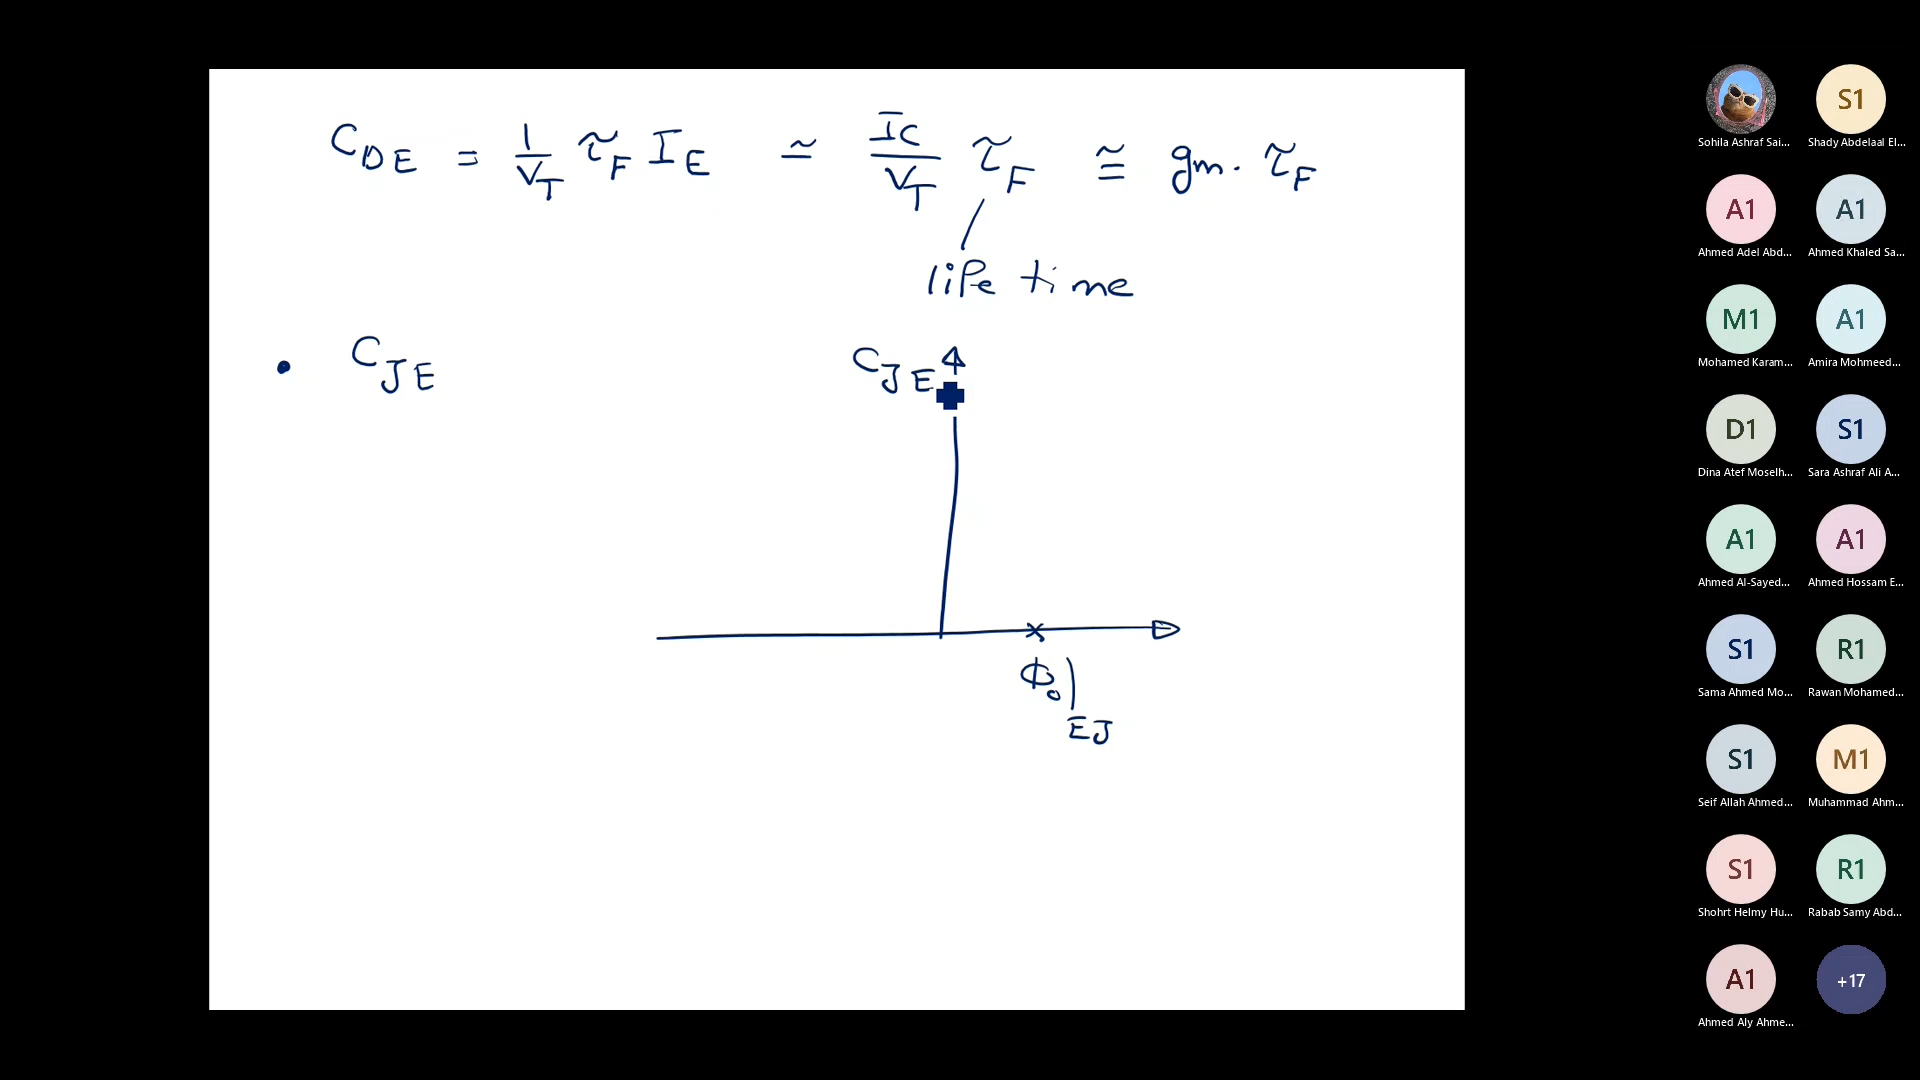 C_DE = 1/V_T τ_F I_E ≃ I_C/V_T τ_F ≅ gm. τ_F
life time
• C_JE
C_JE
Φ_0|_EJ
Sohila Ashraf Sai...
S1
Shady Abdelaal El...
A1
Ahmed Adel Abd...
A1
Ahmed Khaled Sa...
M1
Mohamed Karam...
A1
Amira Mohmeed...
D1
Dina Atef Moselh...
S1
Sara Ashraf Ali A...
A1
Ahmed Al-Sayed...
A1
Ahmed Hossam E...
S1
Sama Ahmed Mo...
R1
Rawan Mohamed...
S1
Seif Allah Ahmed...
M1
Muhammad Ahm...
S1
Shohrt Helmy Hu...
R1
Rabab Samy Abd...
A1
Ahmed Aly Ahme...
+17